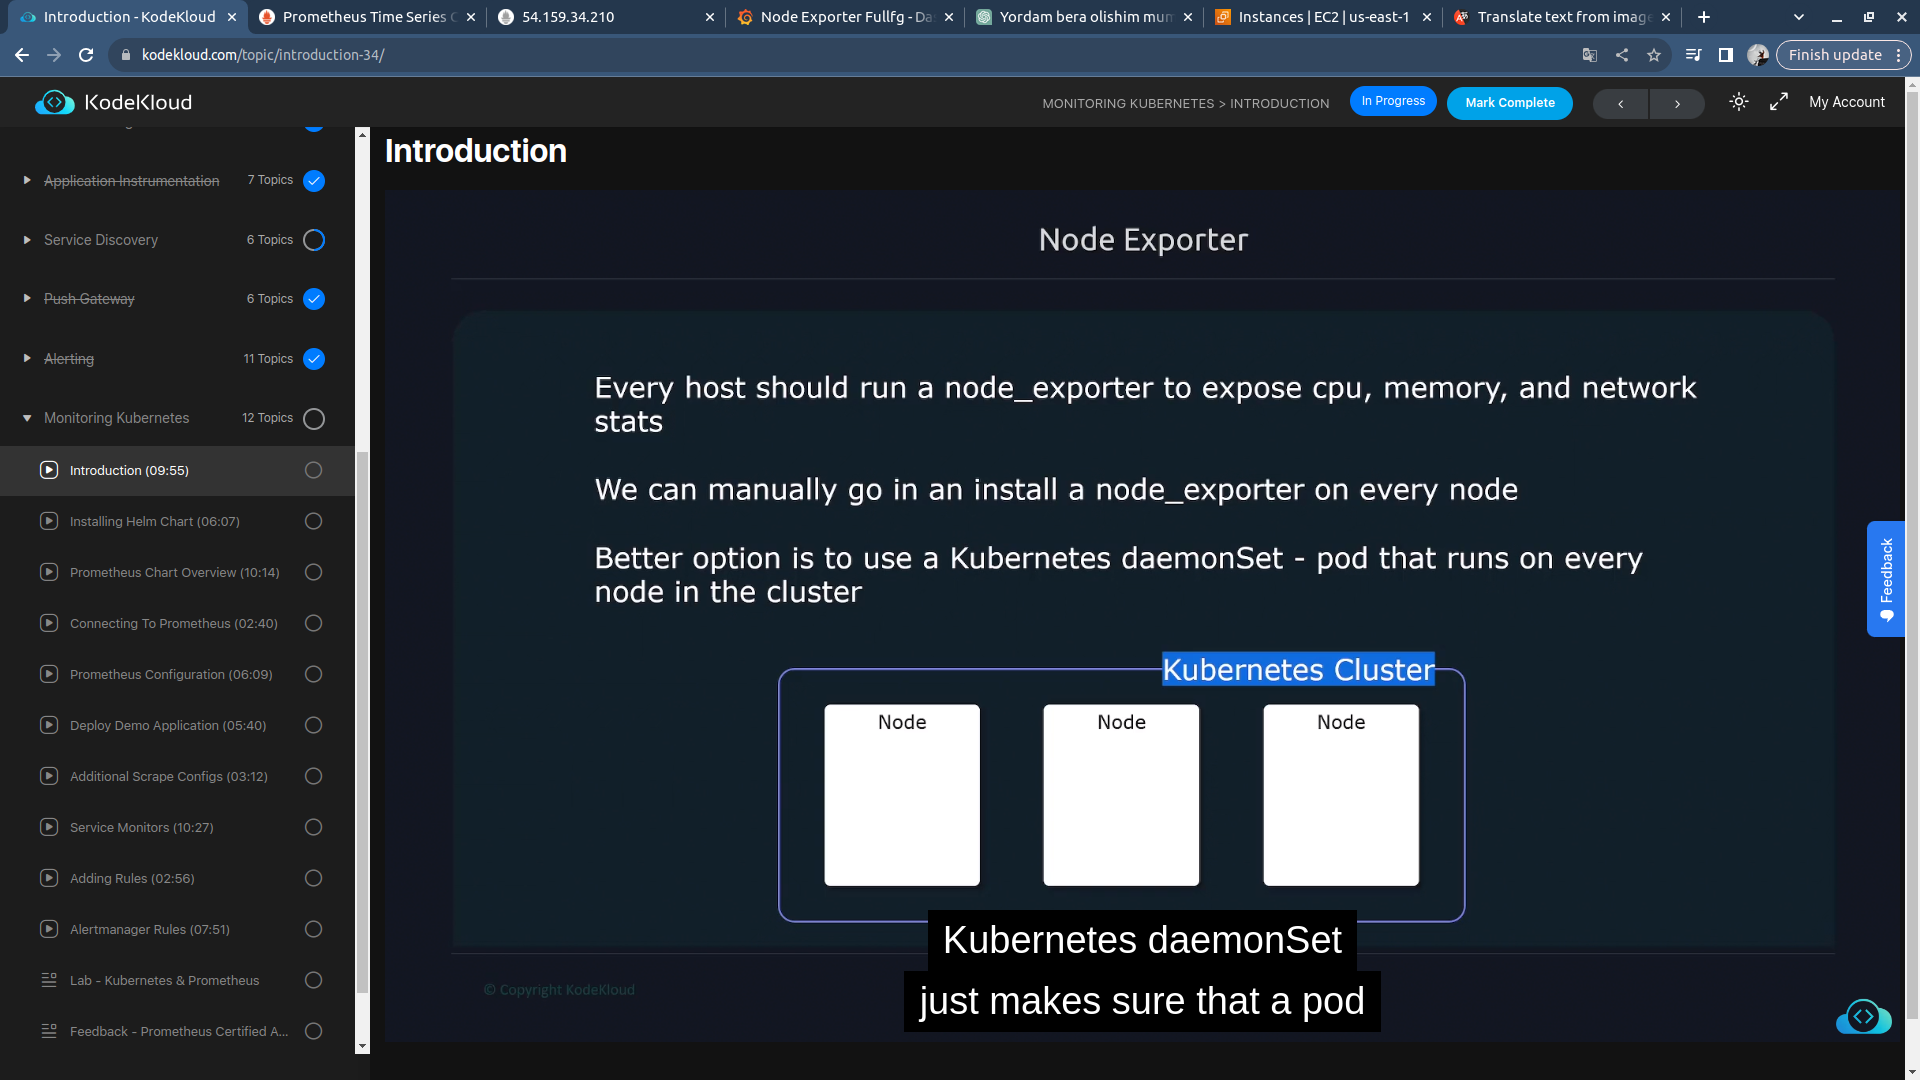 Introduction - KodeKloud
Prometheus Time Series C
54.159.34.210
Node Exporter Fullfg - Da
Yordam bera olishim mum
Instances | EC2 | us-east-1
Translate text from image
kodekloud.com/topic/introduction-34/
Finish update
KodeKloud
MONITORING KUBERNETES > INTRODUCTION
In Progress
Mark Complete
My Account
Application Instrumentation 7 Topics
Service Discovery 6 Topics
Push Gateway 6 Topics
Alerting 11 Topics
Monitoring Kubernetes 12 Topics
Introduction (09:55)
Installing Helm Chart (06:07)
Prometheus Chart Overview (10:14)
Connecting To Prometheus (02:40)
Prometheus Configuration (06:09)
Deploy Demo Application (05:40)
Additional Scrape Configs (03:12)
Service Monitors (10:27)
Adding Rules (02:56)
Alertmanager Rules (07:51)
Lab - Kubernetes & Prometheus
Feedback - Prometheus Certified A...
Introduction
Node Exporter
Every host should run a node_exporter to expose cpu, memory, and network
stats
We can manually go in an install a node_exporter on every node
Better option is to use a Kubernetes daemonSet - pod that runs on every
node in the cluster
Kubernetes Cluster
Node
Node
Node
Kubernetes daemonSet
just makes sure that a pod
© Copyright KodeKloud
Feedback